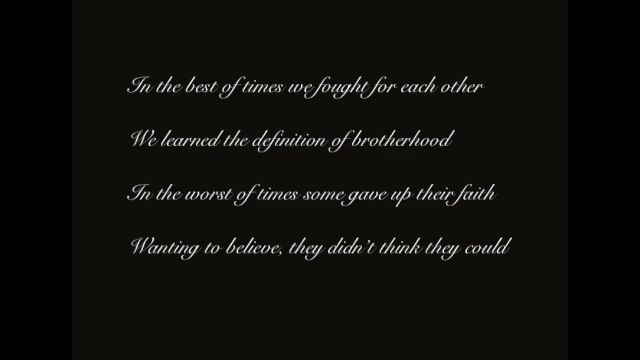 In the best of times we fought for each other
We learned the definition of brotherhood
In the worst of times some gave up their faith
Wanting to believe, they didn't think they could